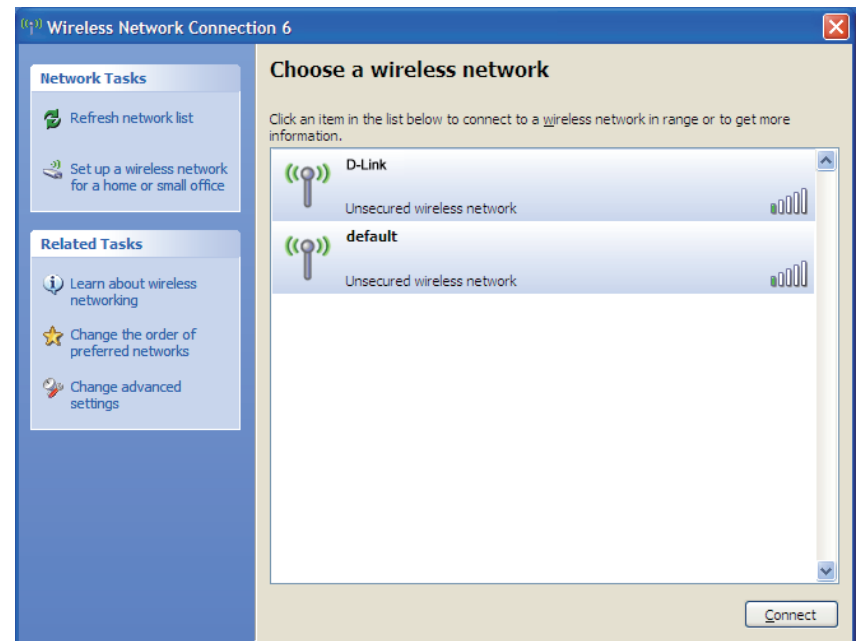 Wireless Network Connection 6
Network Tasks
Refresh network list
Set up a wireless network
for a home or small office
Related Tasks
Learn about wireless
networking
Change the order of
preferred networks
Change advanced
settings
Choose a wireless network
Click an item in the list below to connect to a wireless network in range or to get more
information.
D-Link
Unsecured wireless network
default
Unsecured wireless network
Connect